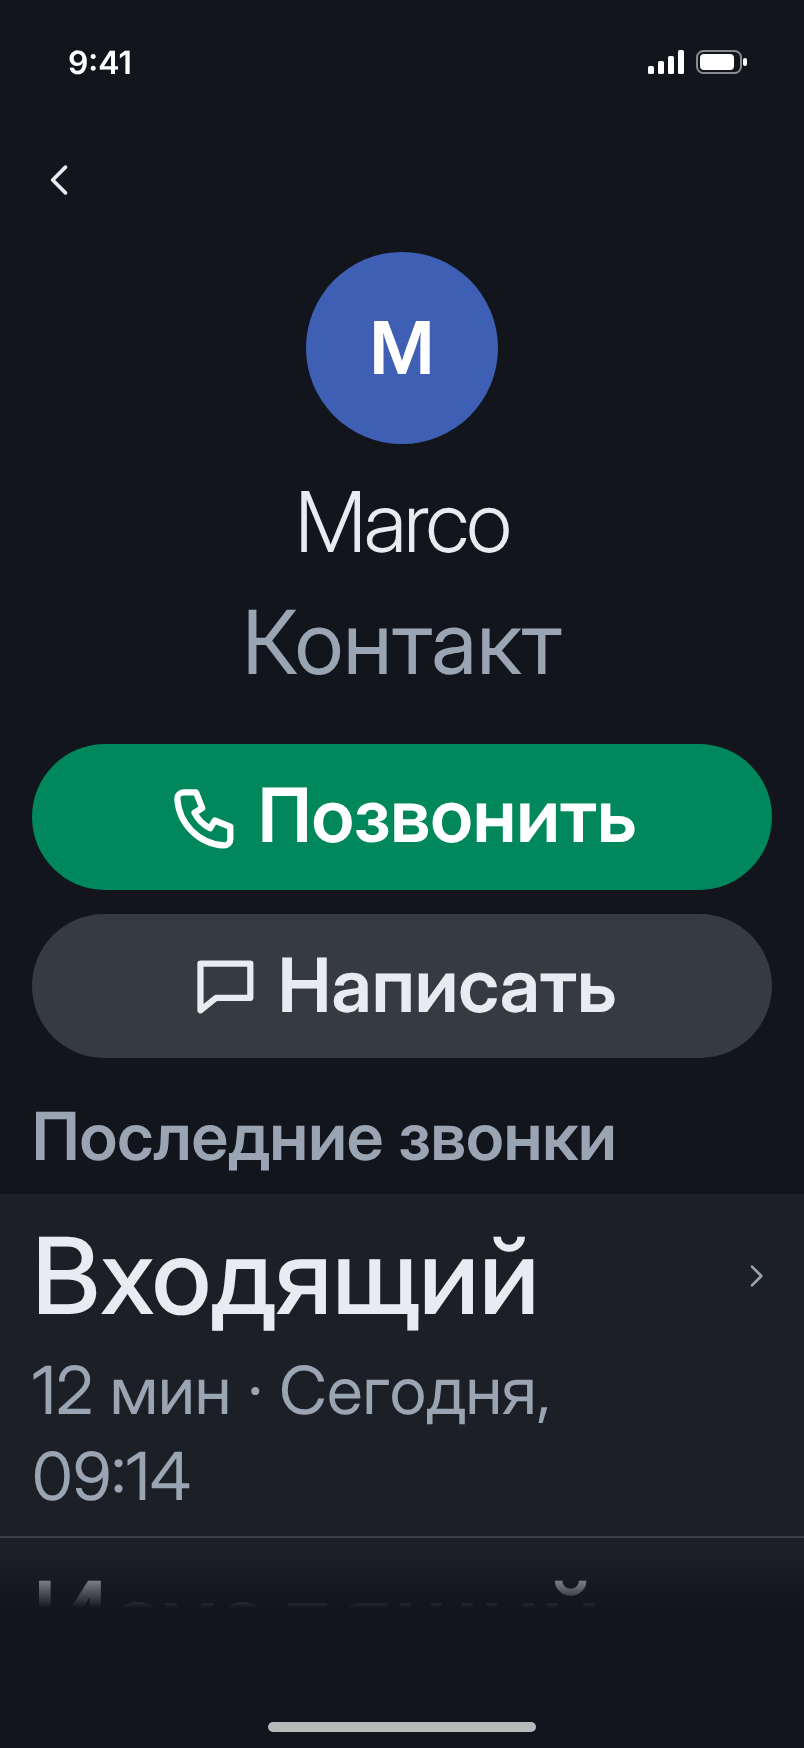 9:41
M
Marco
Контакт
Позвонить
Написать
Последние звонки
Входящий
12 мин · Сегодня,
09:14